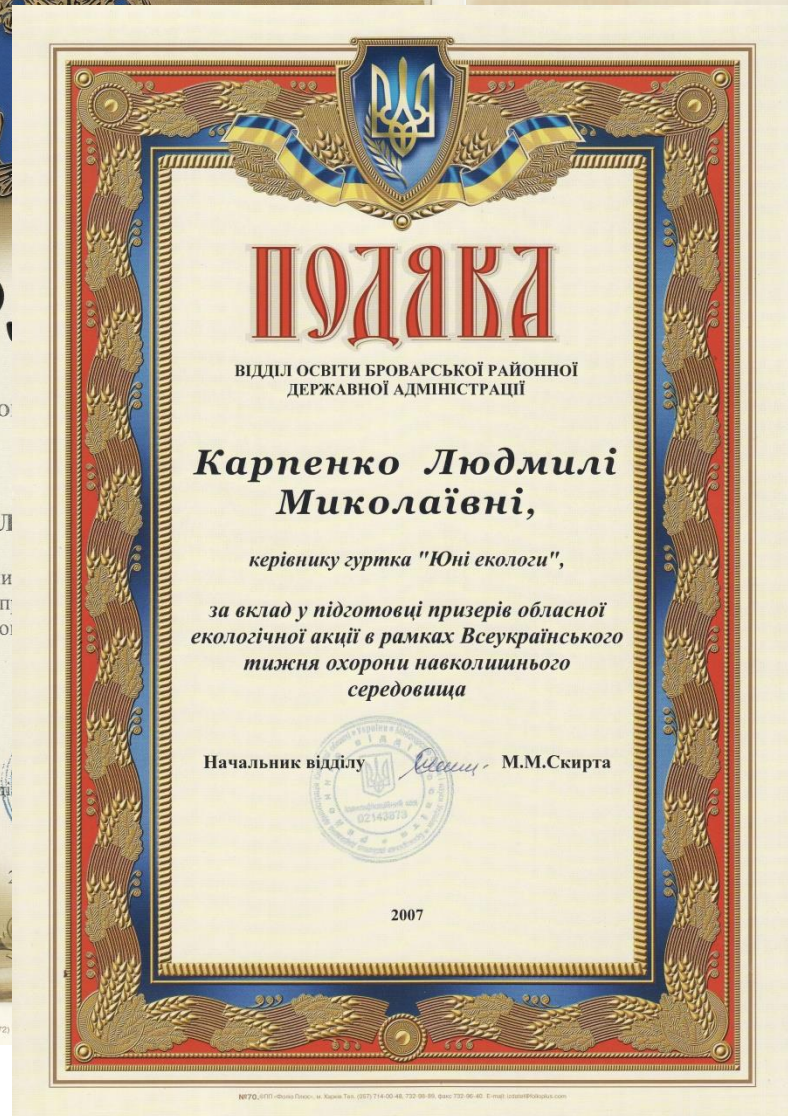 ПОДЯКА
ВІДДІЛ ОСВІТИ БРОВАРСЬКОЇ РАЙОННОЇ
ДЕРЖАВНОЇ АДМІНІСТРАЦІЇ
Карпенко Людмилі
Миколаївні,
керівнику гуртка "Юні екологи",
за вклад у підготовці призерів обласної
екологічної акції в рамках Всеукраїнського
тижня охорони навколишнього
середовища
Начальник відділу М.М.Скирта
02143873
2007